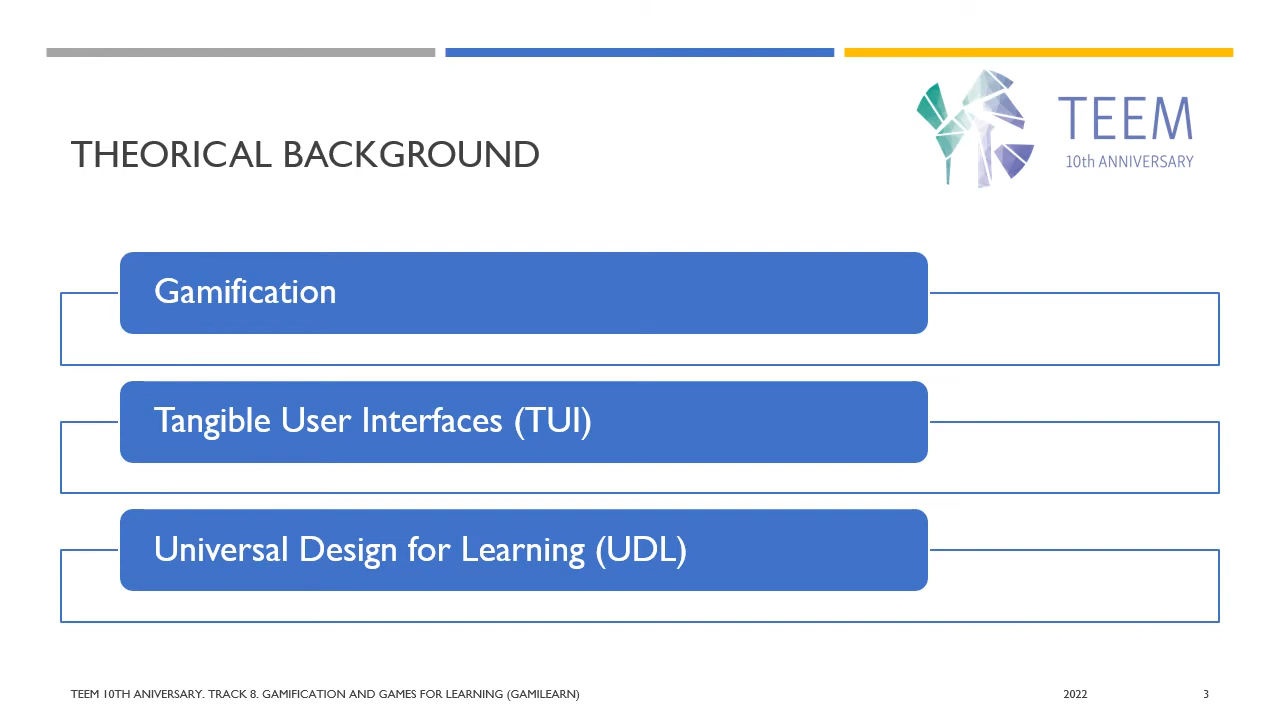 TEEM
10th ANNIVERSARY
THEORICAL BACKGROUND
Gamification
Tangible User Interfaces (TUI)
Universal Design for Learning (UDL)
TEEM 10TH ANIVERSARY. TRACK 8. GAMIFICATION AND GAMES FOR LEARNING (GAMILEARN) 2022 3